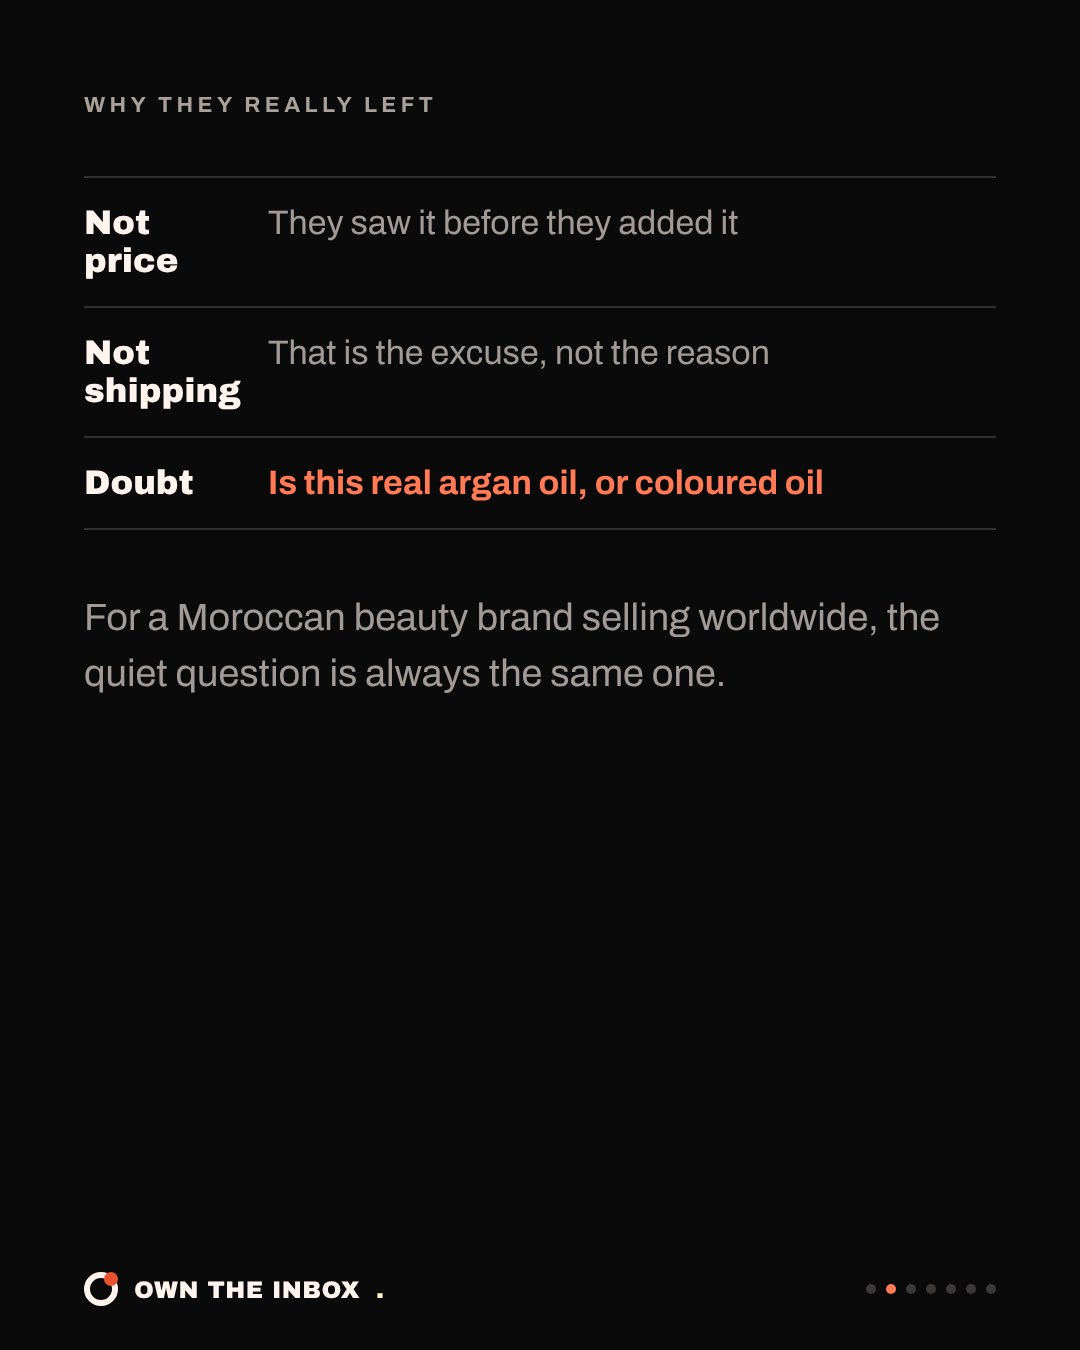 WHY THEY REALLY LEFT
Not
price
They saw it before they added it
Not
shipping
That is the excuse, not the reason
Doubt
Is this real argan oil, or coloured oil
For a Moroccan beauty brand selling worldwide, the
quiet question is always the same one.
OWN THE INBOX .